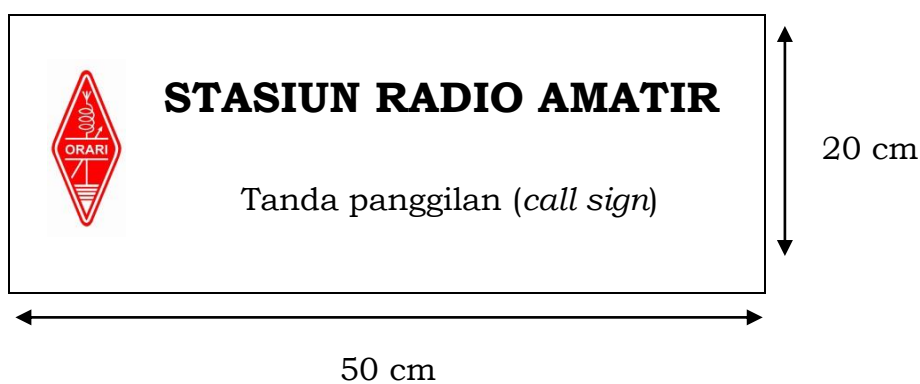 STASIUN RADIO AMATIR
ORARI
Tanda panggilan (call sign)
20 cm
50 cm